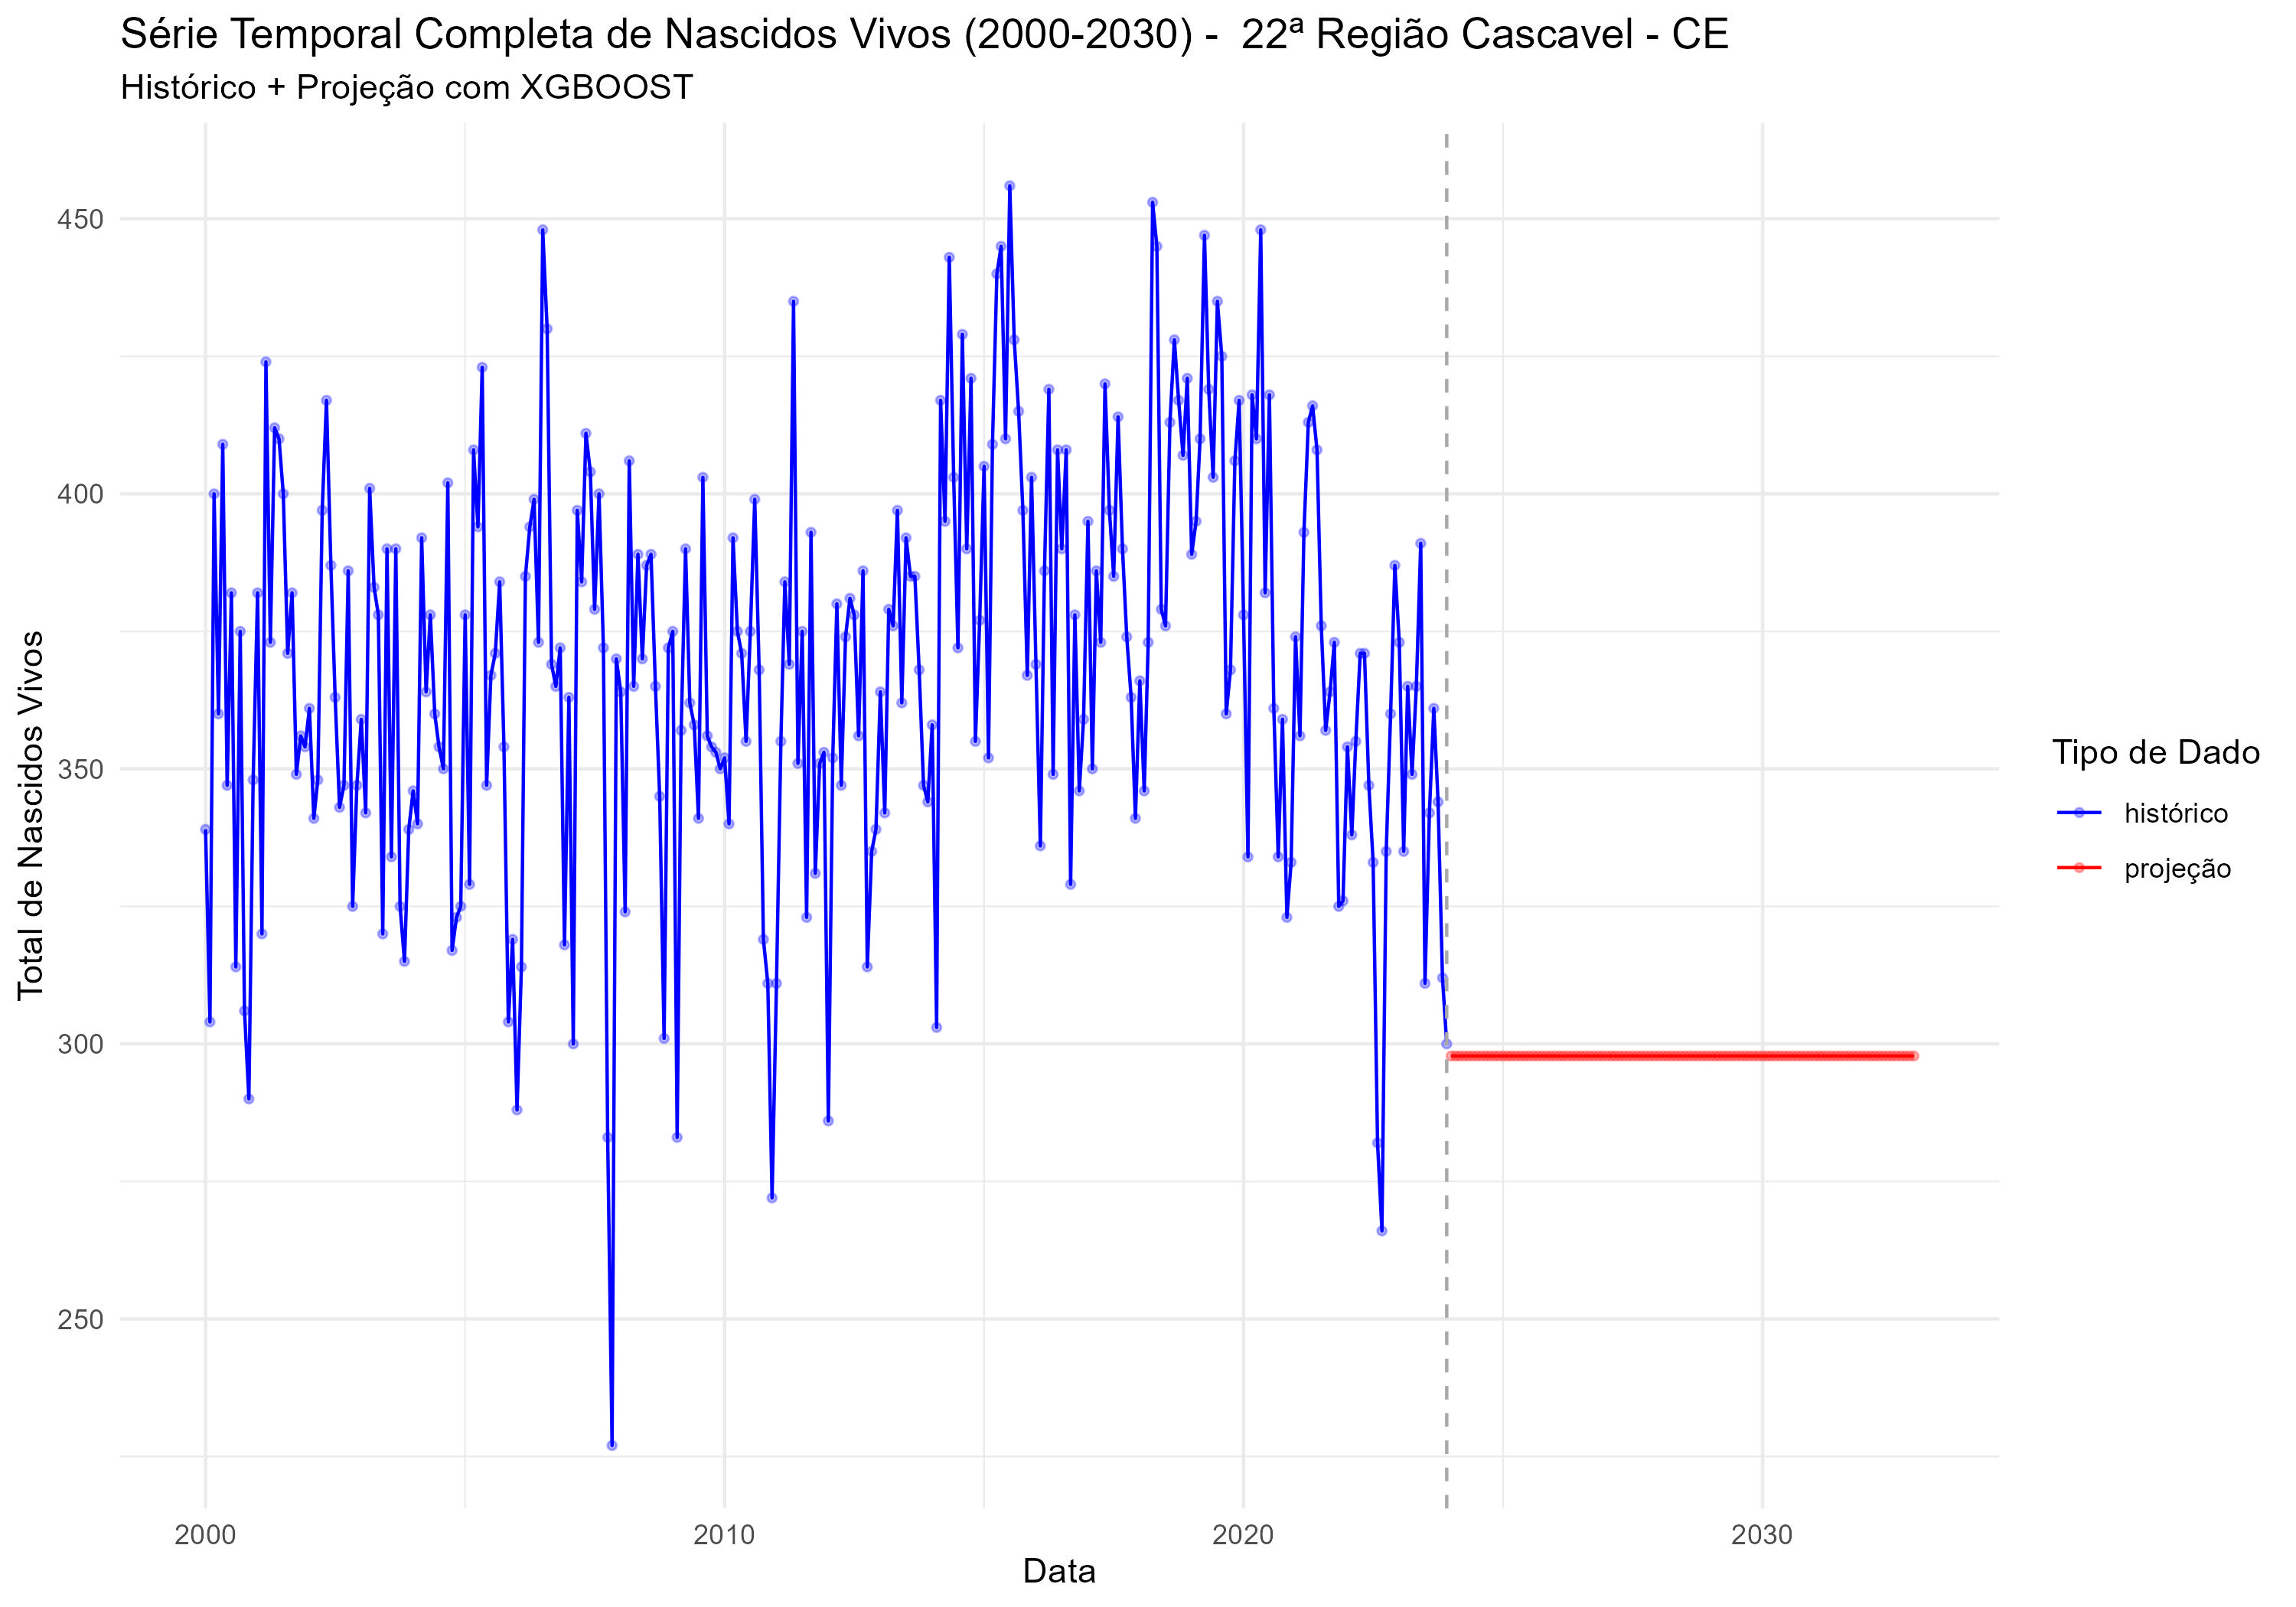 Série Temporal Completa de Nascidos Vivos (2000-2030) -  22ª Região Cascavel - CE
Histórico + Projeção com XGBOOST
Total de Nascidos Vivos
450
400
350
300
250
2000
2010
2020
2030
Data
Tipo de Dado
histórico
projeção